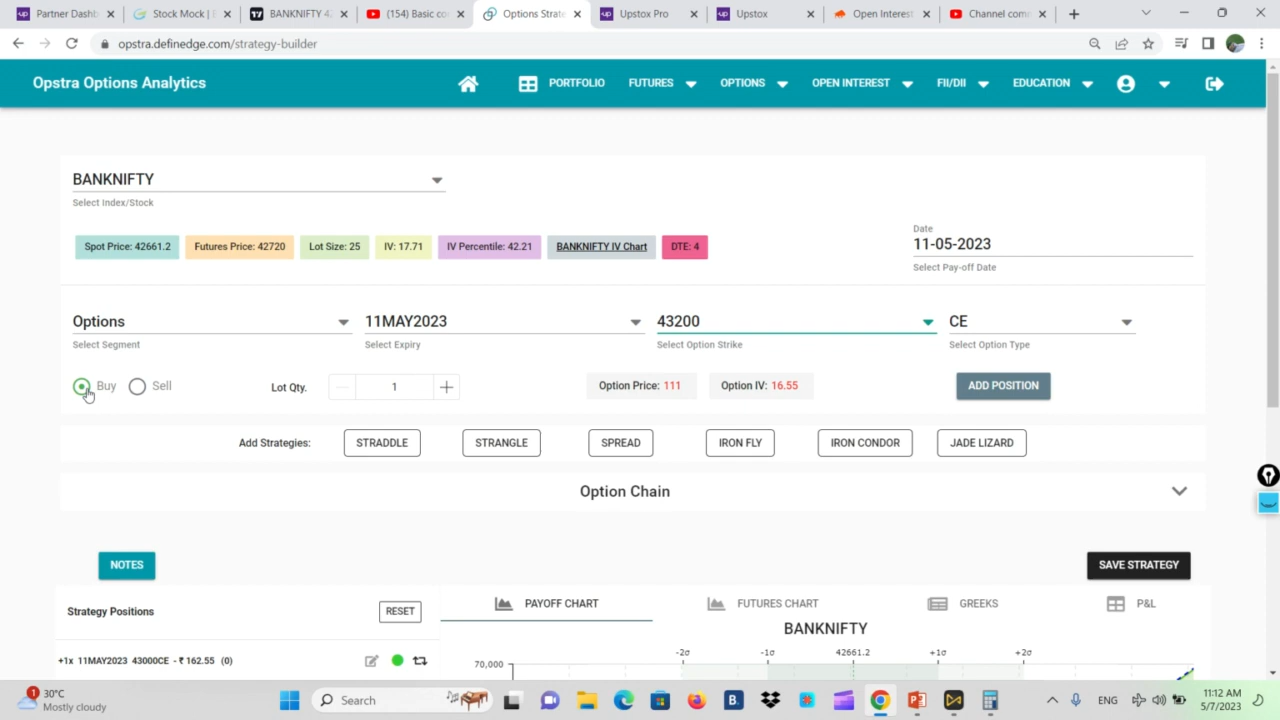 Partner Dashb
Stock Mock | E
BANKNIFTY 42
(154) Basic co
Options Strate
Upstox Pro
Upstox
Open Interest
Channel com
opstra.definedge.com/strategy-builder
Opstra Options Analytics
PORTFOLIO
FUTURES
OPTIONS
OPEN INTEREST
FII/DII
EDUCATION
BANKNIFTY
Select Index/Stock
Spot Price: 42661.2
Futures Price: 42720
Lot Size: 25
IV: 17.71
IV Percentile: 42.21
BANKNIFTY IV Chart
DTE: 4
Date
11-05-2023
Select Pay-off Date
Options
11MAY2023
43200
CE
Select Segment
Select Expiry
Select Option Strike
Select Option Type
Buy
Sell
Lot Qty.
1
Option Price: 111
Option IV: 16.55
ADD POSITION
Add Strategies:
STRADDLE
STRANGLE
SPREAD
IRON FLY
IRON CONDOR
JADE LIZARD
Option Chain
NOTES
SAVE STRATEGY
Strategy Positions
RESET
PAYOFF CHART
FUTURES CHART
GREEKS
P&L
BANKNIFTY
-2σ
-1σ
42661.2
+1σ
+2σ
+1x 11MAY2023 43000CE - ₹ 162.55 (0)
70,000
1
30°C
Mostly cloudy
Search
ENG
11:12 AM
5/7/2023